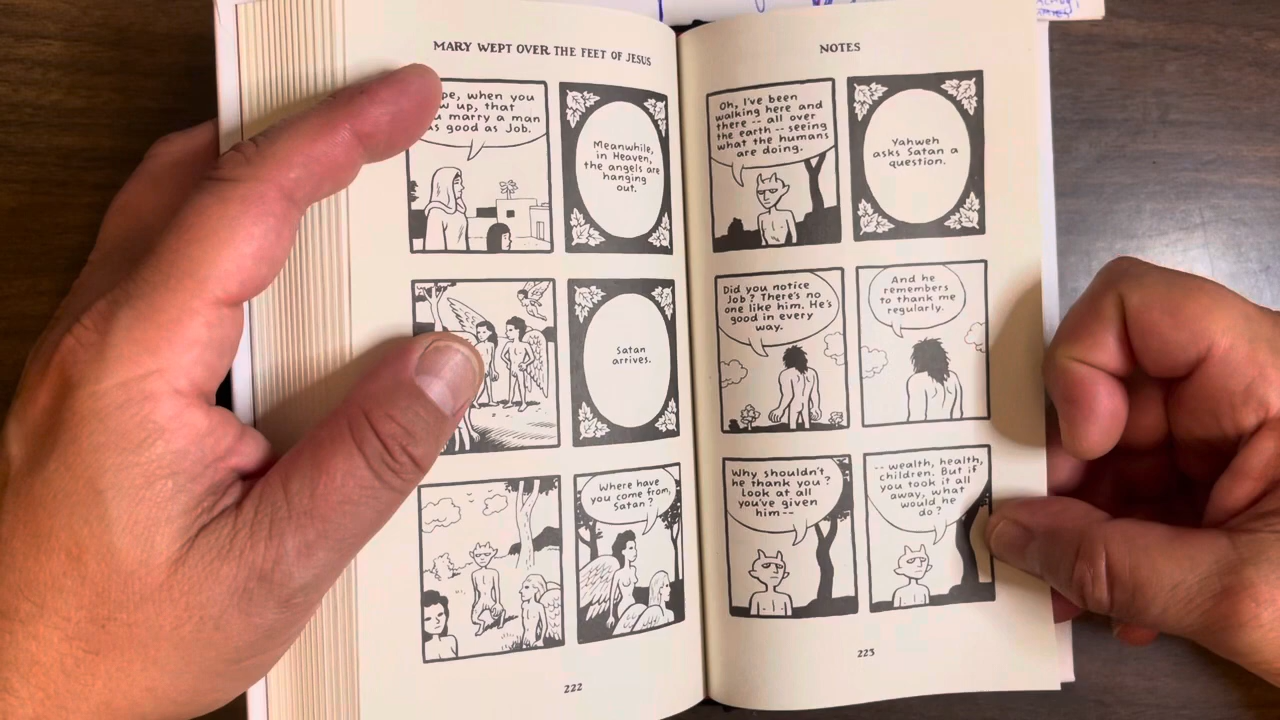 MARY WEPT OVER THE FEET OF JESUS
when you
up, that
marry a man
good as Job.
Meanwhile,
in Heaven,
the angels are
hanging
out.
Satan
arrives.
Where have
you come from,
Satan?
222
NOTES
Oh, I've been
walking here and
there -- all over
the earth -- seeing
what the humans
are doing.
Yahweh
asks Satan a
question.
Did you notice
Job? There's no
one like him. He's
good in every
way.
And he
remembers
to thank me
regularly.
Why shouldn't
he thank you?
Look at all
you've given
him --
-- wealth, health,
children. But if
you took it all
away, what
would he
do?
223